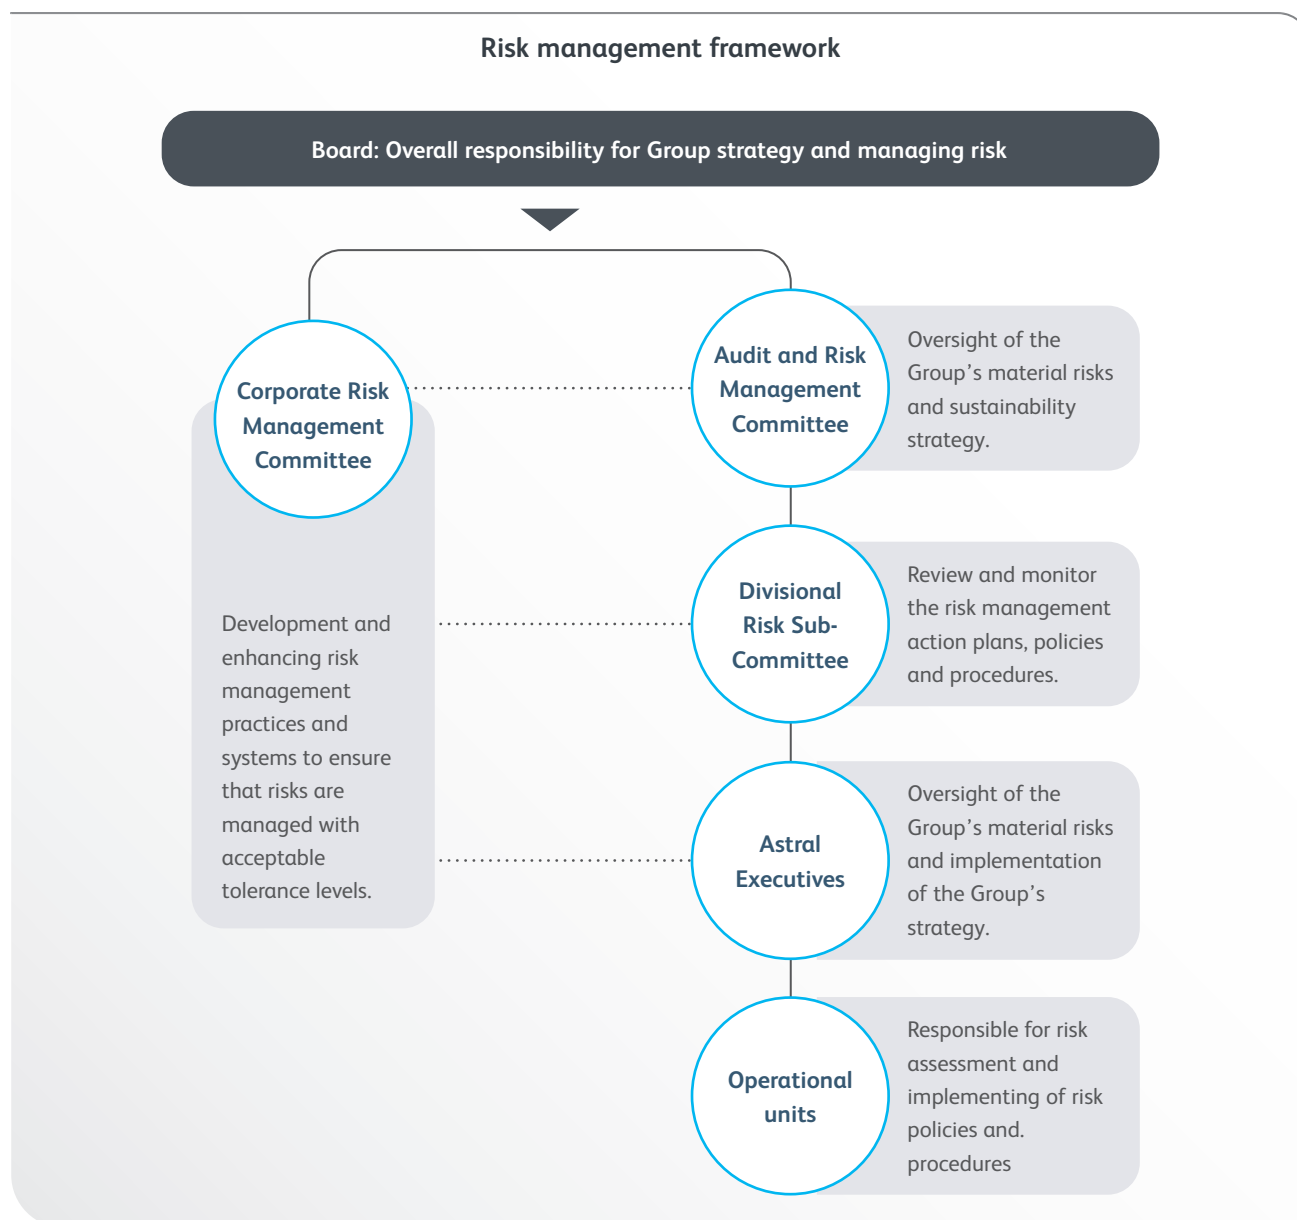 Risk management framework
Board: Overall responsibility for Group strategy and managing risk
Corporate Risk
Management
Committee
Development and
enhancing risk
management
practices and
systems to ensure
that risks are
managed with
acceptable
tolerance levels.
Audit and Risk
Management
Committee
Oversight of the
Group’s material risks
and sustainability
strategy.
Divisional
Risk Sub-
Committee
Review and monitor
the risk management
action plans, policies
and procedures.
Astral
Executives
Oversight of the
Group’s material risks
and implementation
of the Group’s
strategy.
Operational
units
Responsible for risk
assessment and
implementing of risk
policies and.
procedures